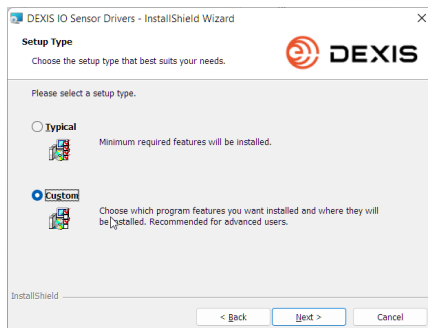 DEXIS IO Sensor Drivers - InstallShield Wizard
Setup Type
Choose the setup type that best suits your needs.
DEXIS
Please select a setup type.
Typical
Minimum required features will be installed.
Custom
Choose which program features you want installed and where they will
be installed. Recommended for advanced users.
InstallShield
< Back
Next >
Cancel